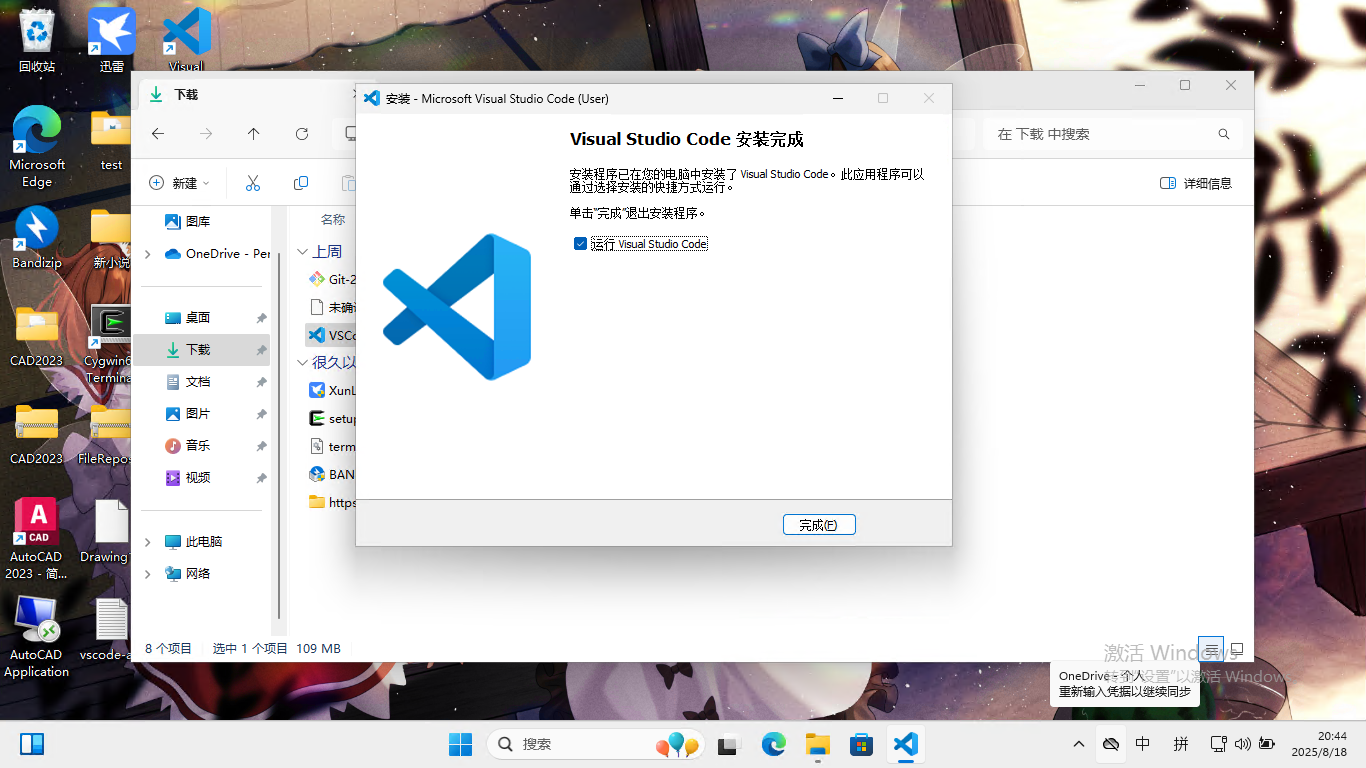 回收站
迅雷
Visual
Microsoft
Edge
test
Bandizip
新小说
CAD2023
Cygwin6
Termina
CAD2023
FileRepos
AutoCAD
2023 - 简...
Drawing
AutoCAD
Application
vscode-a
A
CAD
下载
在 下载 中搜索
新建
详细信息
图库
OneDrive - Per
桌面
下载
文档
图片
音乐
视频
此电脑
网络
名称
上周
Git-2
未确
VSCo
很久以
XunL
setup
term
BAN
https
8 个项目
选中 1 个项目
109 MB
安装 - Microsoft Visual Studio Code (User)
Visual Studio Code 安装完成
安装程序已在您的电脑中安装了 Visual Studio Code。此应用程序可以
通过选择安装的快捷方式运行。
单击"完成"退出安装程序。
运行 Visual Studio Code
完成(F)
激活 Windows
转到"设置"以激活 Windows。
OneDrive - 个人
重新输入凭据以继续同步
搜索
中
拼
20:44
2025/8/18